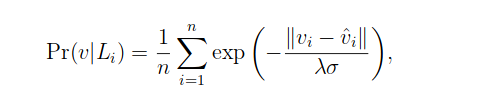 $$\Pr(v|L_i) = \frac{1}{n} \sum_{i=1}^{n} \exp\left(-\frac{\|v_i - \hat{v}_i\|}{\lambda\sigma}\right),$$